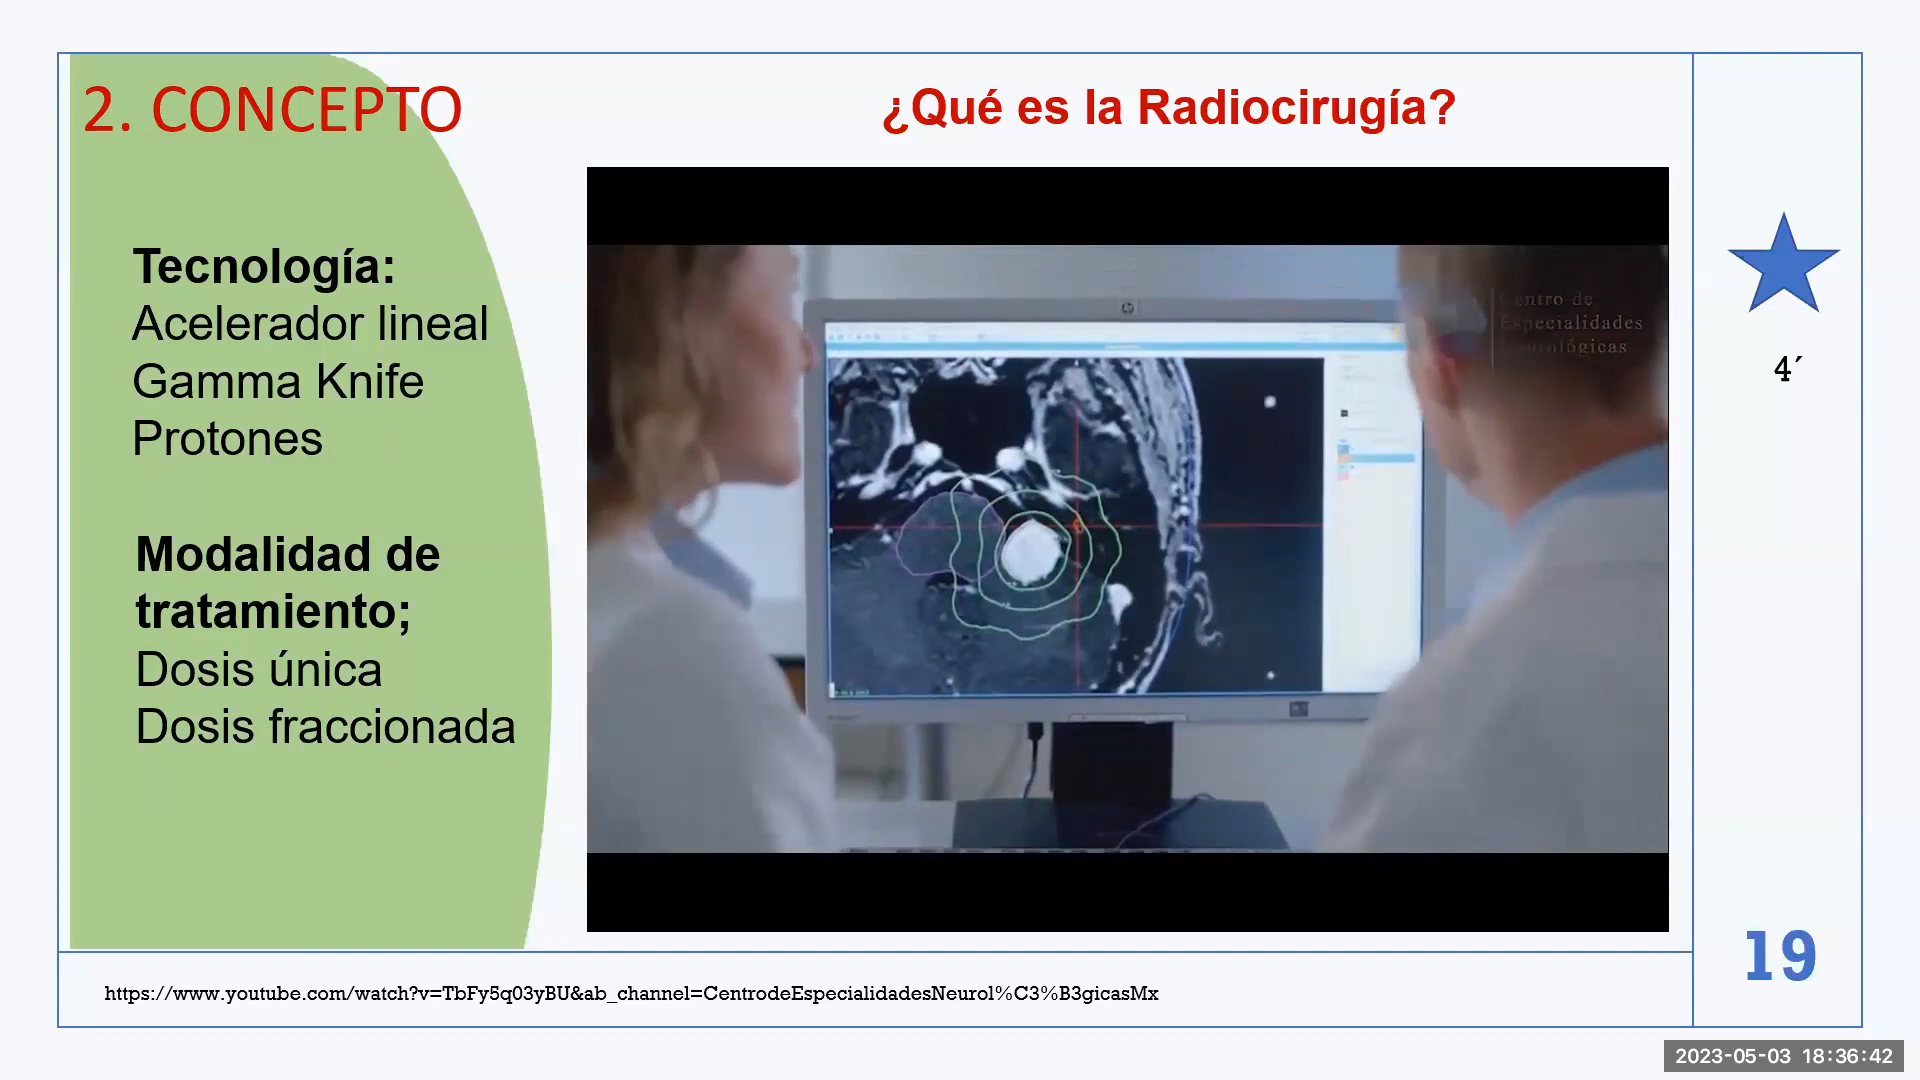 2. CONCEPTO
¿Qué es la Radiocirugía?
Tecnología:
Acelerador lineal
Gamma Knife
Protones
Modalidad de
tratamiento;
Dosis única
Dosis fraccionada
Centro de
Especialidades
Neurológicas
4´
19
https://www.youtube.com/watch?v=TbFy5q03yBU&ab_channel=CentrodeEspecialidadesNeurol%C3%B3gicasMx
2023-05-03 18:36:42